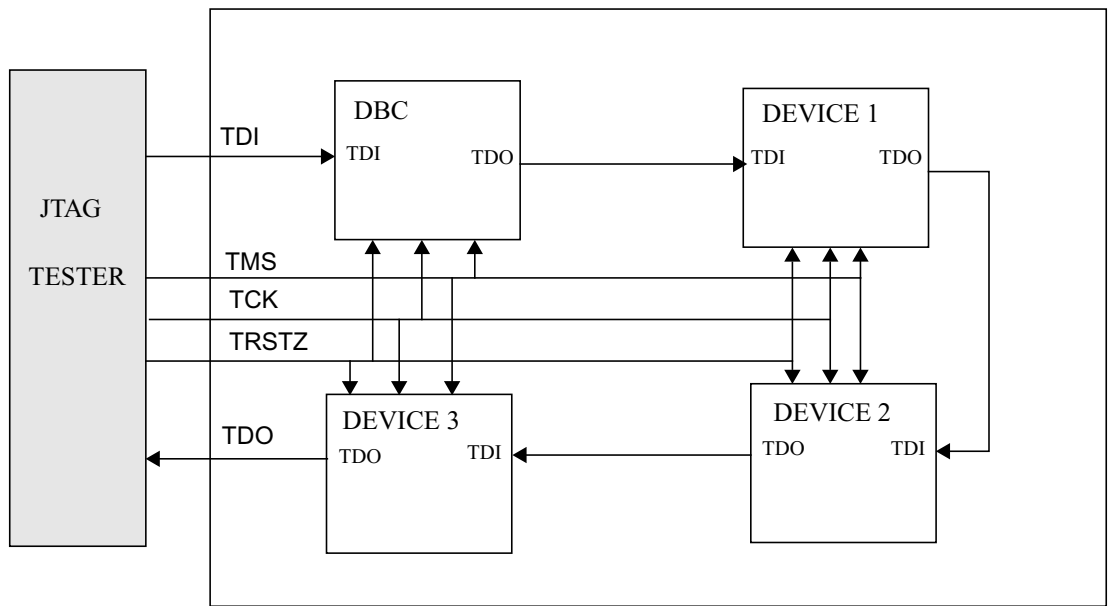 JTAG
TESTER
TDI
TMS
TCK
TRSTZ
TDO
DBC
TDI
TDO
DEVICE 1
TDI
TDO
DEVICE 3
TDO
TDI
DEVICE 2
TDO
TDI